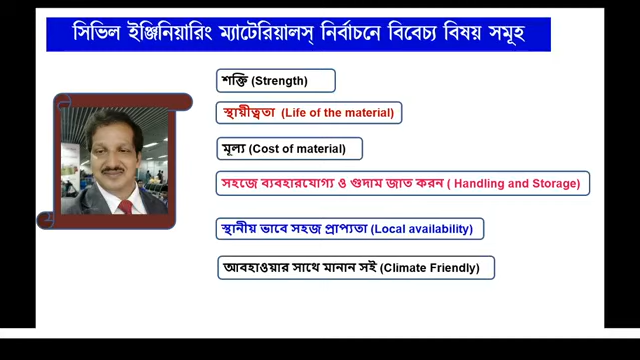 সিভিল ইঞ্জিনিয়ারিং ম্যাটেরিয়ালস্ নির্বাচনে বিবেচ্য বিষয় সমূহ
শক্তি (Strength)
স্থায়ীত্বতা (Life of the material)
মূল্য (Cost of material)
সহজে ব্যবহারযোগ্য ও গুদাম জাত করন ( Handling and Storage)
স্থানীয় ভাবে সহজ প্রাপ্যতা (Local availability)
আবহাওয়ার সাথে মানান সই (Climate Friendly)